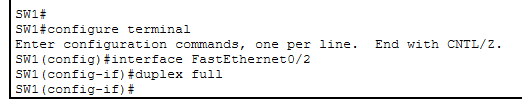 SW1#
SW1#configure terminal
Enter configuration commands, one per line.  End with CNTL/Z.
SW1(config)#interface FastEthernet0/2
SW1(config-if)#duplex full
SW1(config-if)#